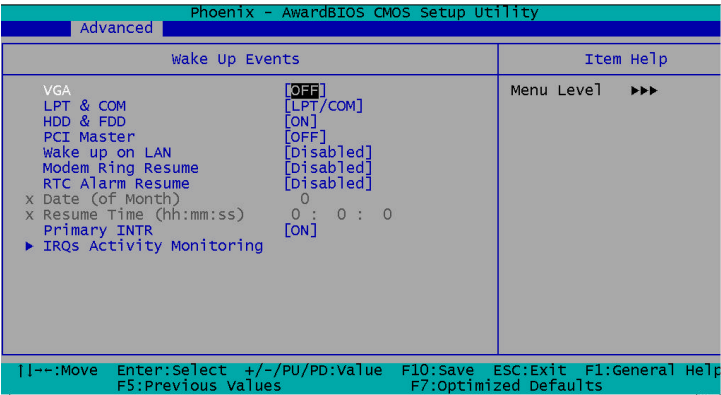 Phoenix - AwardBIOS CMOS Setup Utility
Advanced
Wake Up Events
Item Help
VGA [OFF]
Menu Level ▶▶▶
LPT & COM [LPT/COM]
HDD & FDD [ON]
PCI Master [OFF]
Wake up on LAN [Disabled]
Modem Ring Resume [Disabled]
RTC Alarm Resume [Disabled]
x Date (of Month) 0
x Resume Time (hh:mm:ss) 0 : 0 : 0
Primary INTR [ON]
▶ IRQs Activity Monitoring
↑↓←→:Move Enter:Select +/-/PU/PD:Value F10:Save ESC:Exit F1:General Help
F5:Previous Values F7:Optimized Defaults